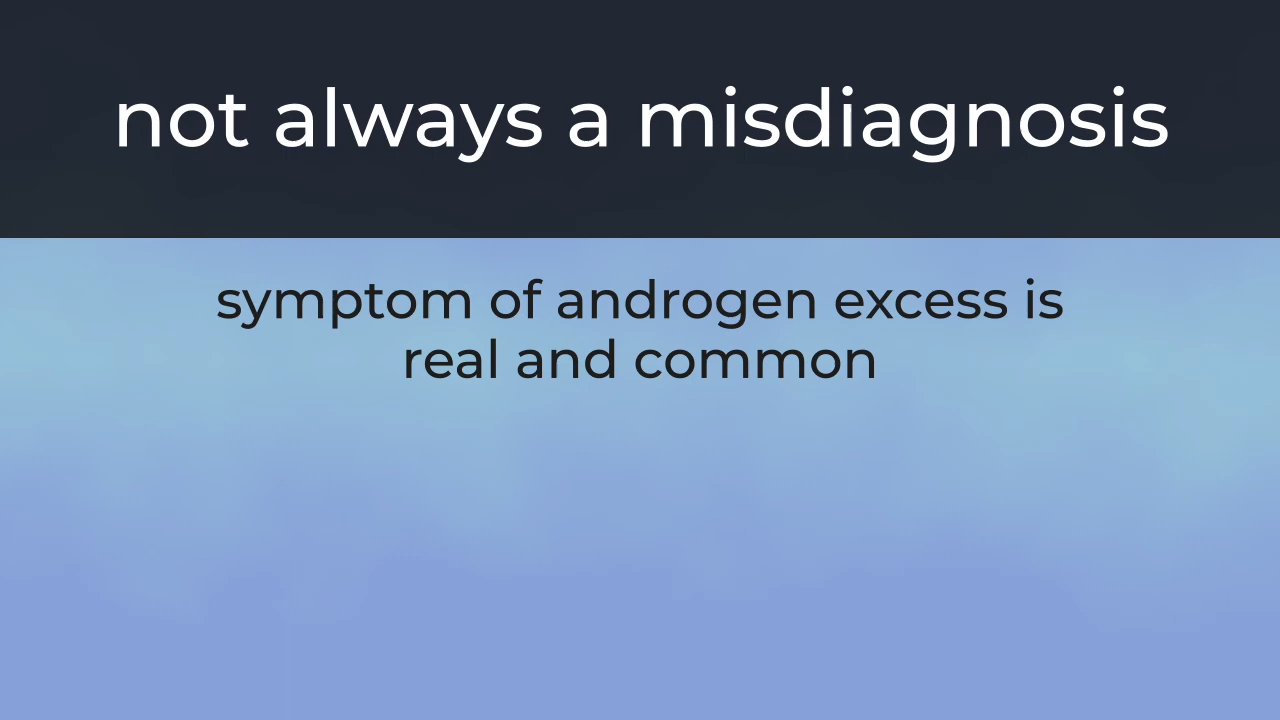 not always a misdiagnosis
symptom of androgen excess is
real and common